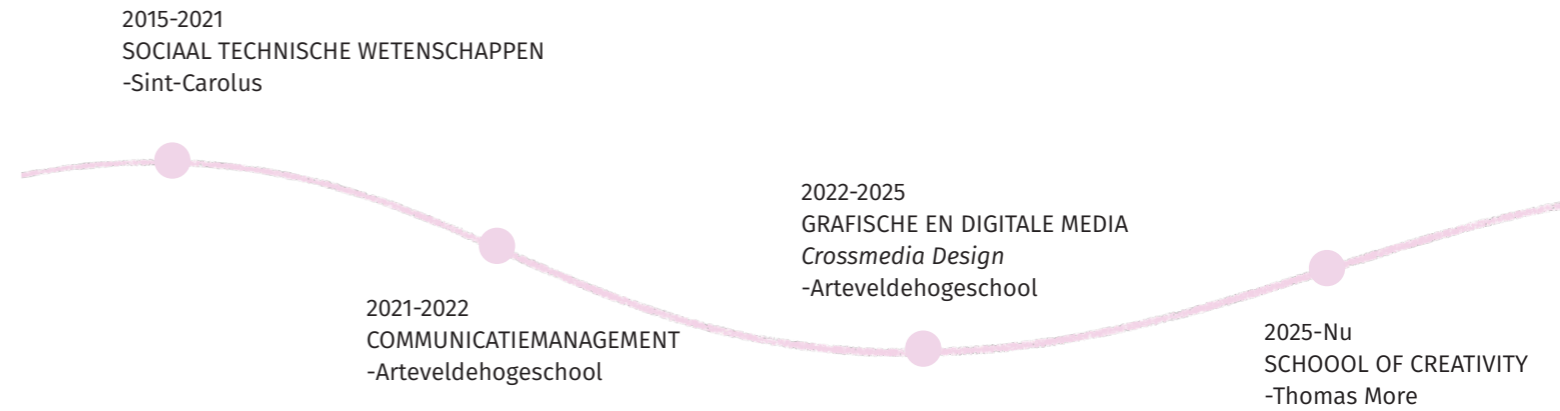 2015-2021
SOCIAAL TECHNISCHE WETENSCHAPPEN
-Sint-Carolus
2021-2022
COMMUNICATIEMANAGEMENT
-Arteveldehogeschool
2022-2025
GRAFISCHE EN DIGITALE MEDIA
Crossmedia Design
-Arteveldehogeschool
2025-Nu
SCHOOOL OF CREATIVITY
-Thomas More